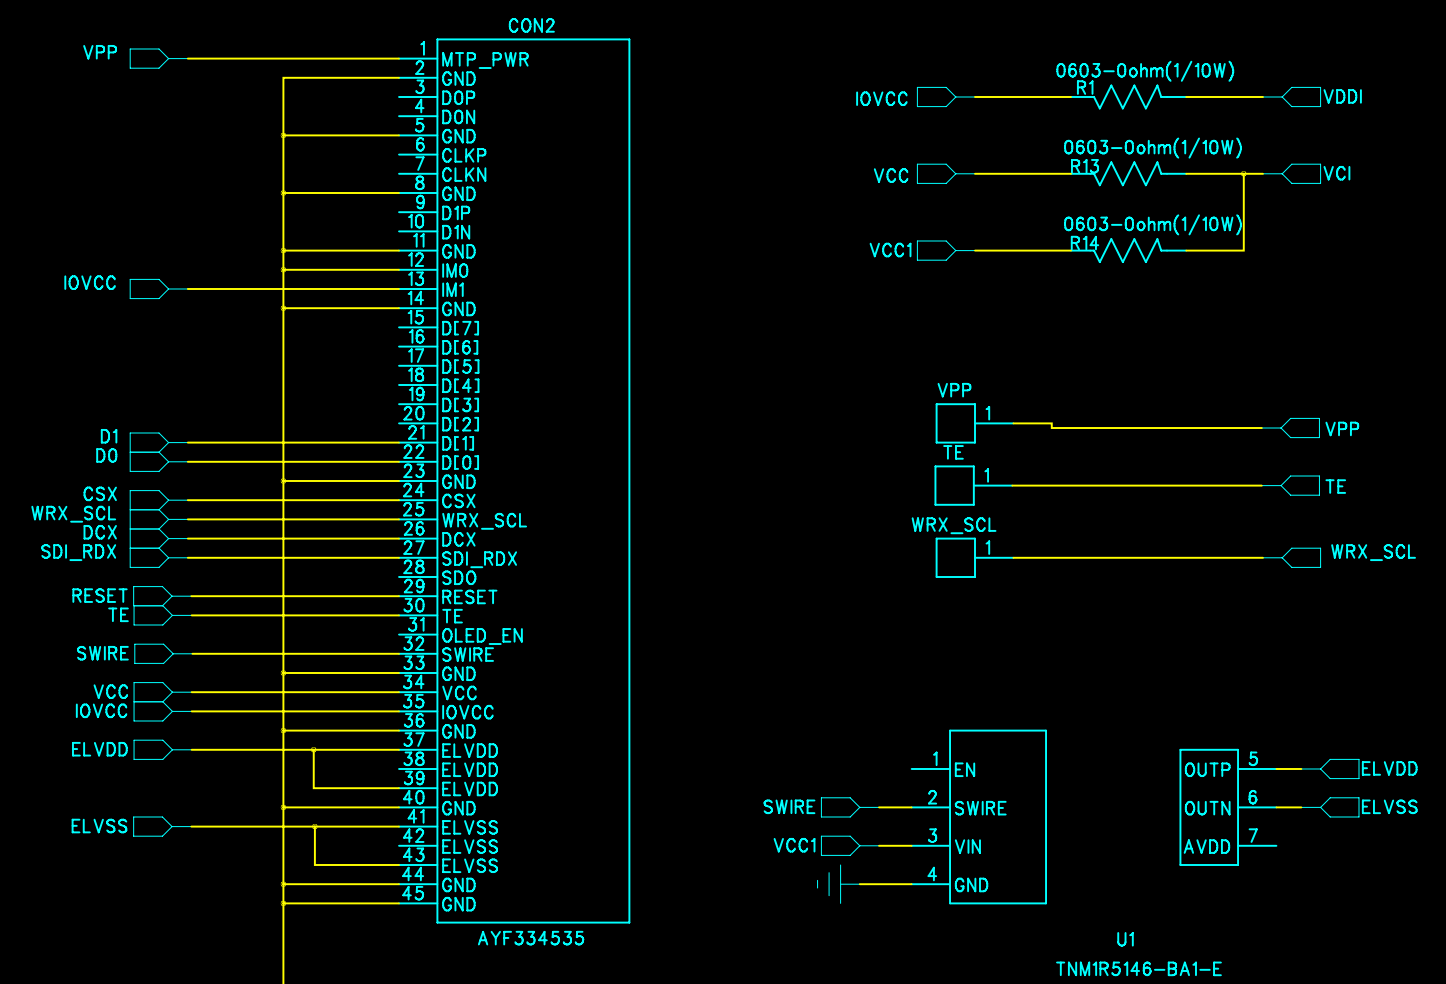 CON2
VPP
1
MTP_PWR
2
GND
3
D0P
4
D0N
5
GND
6
CLKP
7
CLKN
8
GND
9
D1P
10
D1N
11
GND
12
IM0
IOVCC
13
IM1
14
GND
15
D[7]
16
D[6]
17
D[5]
18
D[4]
19
D[3]
20
D[2]
D1
21
D[1]
D0
22
D[0]
23
GND
CSX
24
CSX
WRX_SCL
25
WRX_SCL
DCX
26
DCX
SDI_RDX
27
SDI_RDX
28
SDO
RESET
29
RESET
TE
30
TE
31
OLED_EN
SWIRE
32
SWIRE
33
GND
VCC
34
VCC
IOVCC
35
IOVCC
36
GND
ELVDD
37
ELVDD
38
ELVDD
39
ELVDD
40
GND
ELVSS
41
ELVSS
42
ELVSS
43
ELVSS
44
GND
45
GND
AYF334535
0603-0ohm(1/10W)
IOVCC
R1
VDDI
0603-0ohm(1/10W)
VCC
R13
VCI
0603-0ohm(1/10W)
VCC1
R14
VPP
1
VPP
TE
1
TE
WRX_SCL
1
WRX_SCL
1
EN
SWIRE
2
SWIRE
VCC1
3
VIN
4
GND
OUTP
5
ELVDD
OUTN
6
ELVSS
AVDD
7
U1
TNM1R5146-BA1-E